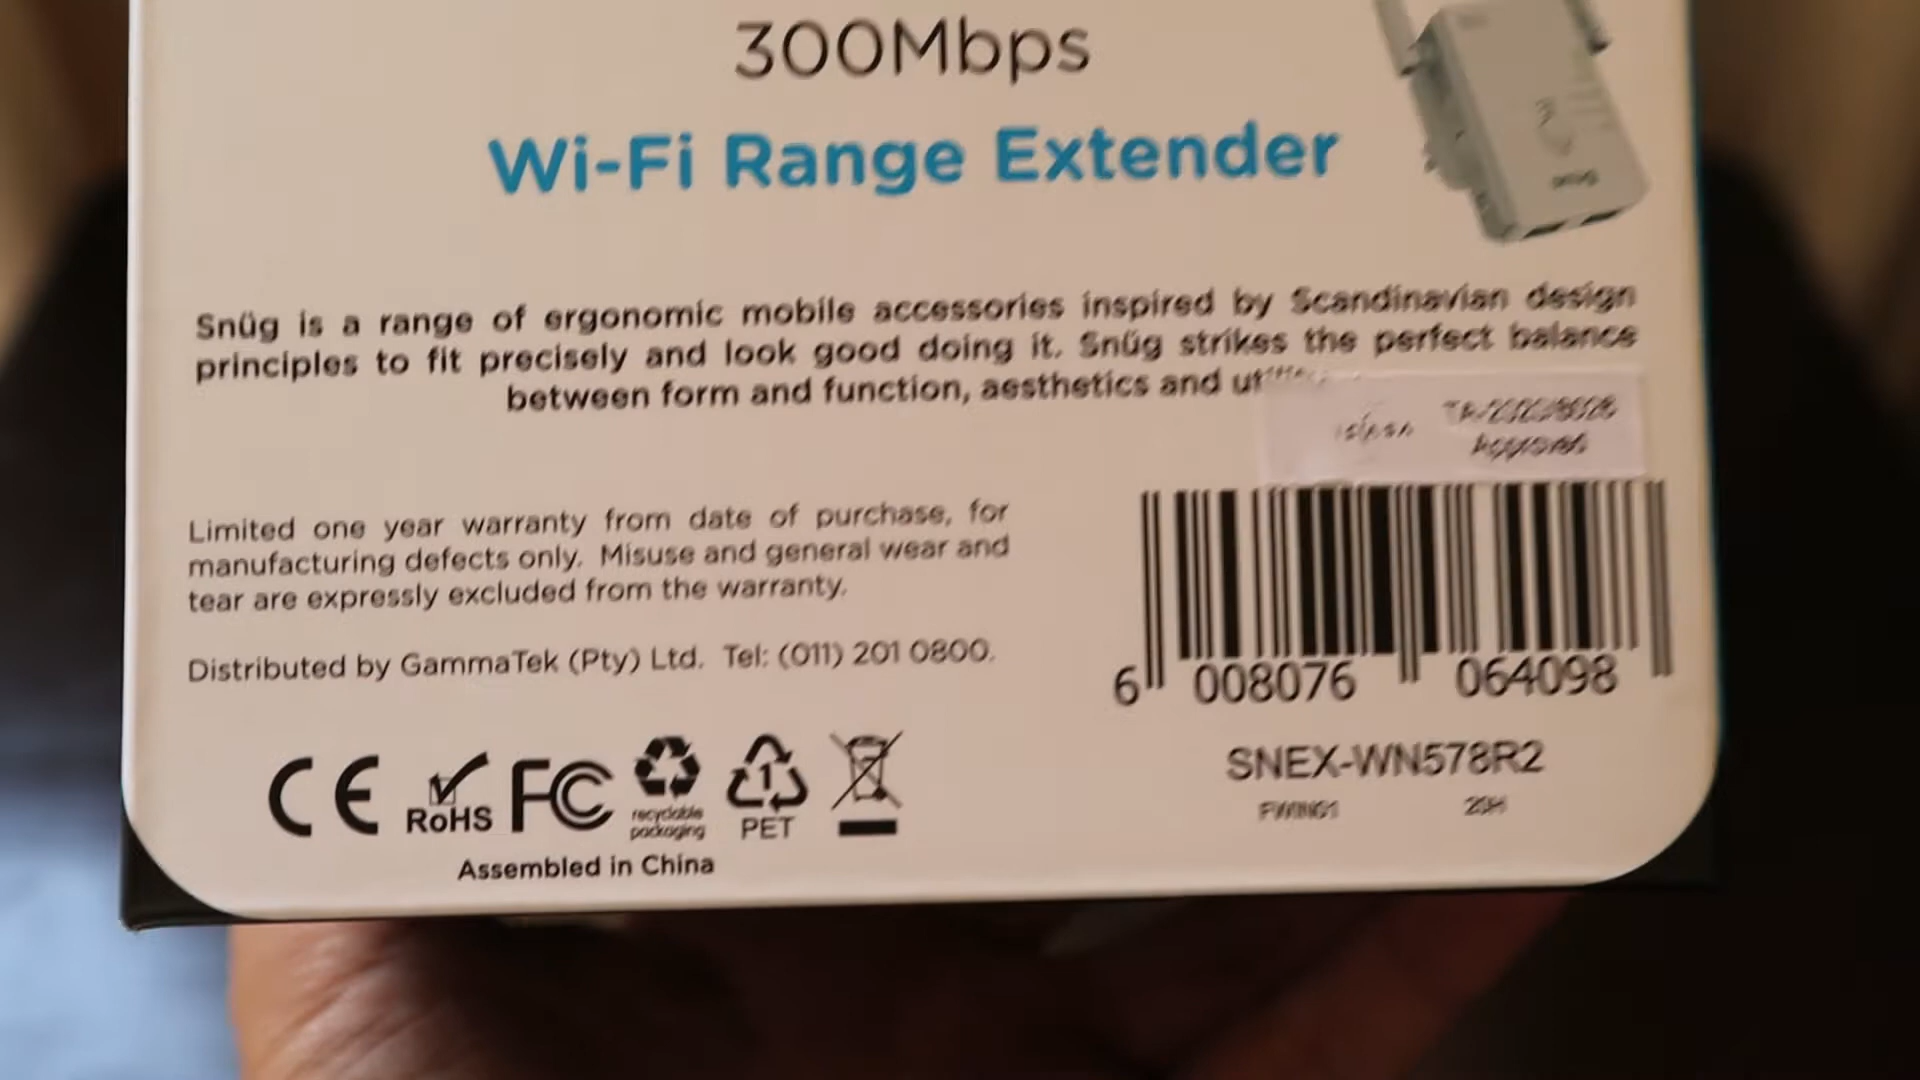 300Mbps
Wi-Fi Range Extender
Snüg is a range of ergonomic mobile accessories inspired by Scandinavian design
principles to fit precisely and look good doing it. Snüg strikes the perfect balance
between form and function, aesthetics and
Limited one year warranty from date of purchase, for
manufacturing defects only. Misuse and general wear and
tear are expressly excluded from the warranty.
Distributed by GammaTek (Pty) Ltd. Tel: (011) 201 0800.
6 008076 064098
SNEX-WN578R2
CE RoHS FC recyclable packaging 1 PET
Assembled in China